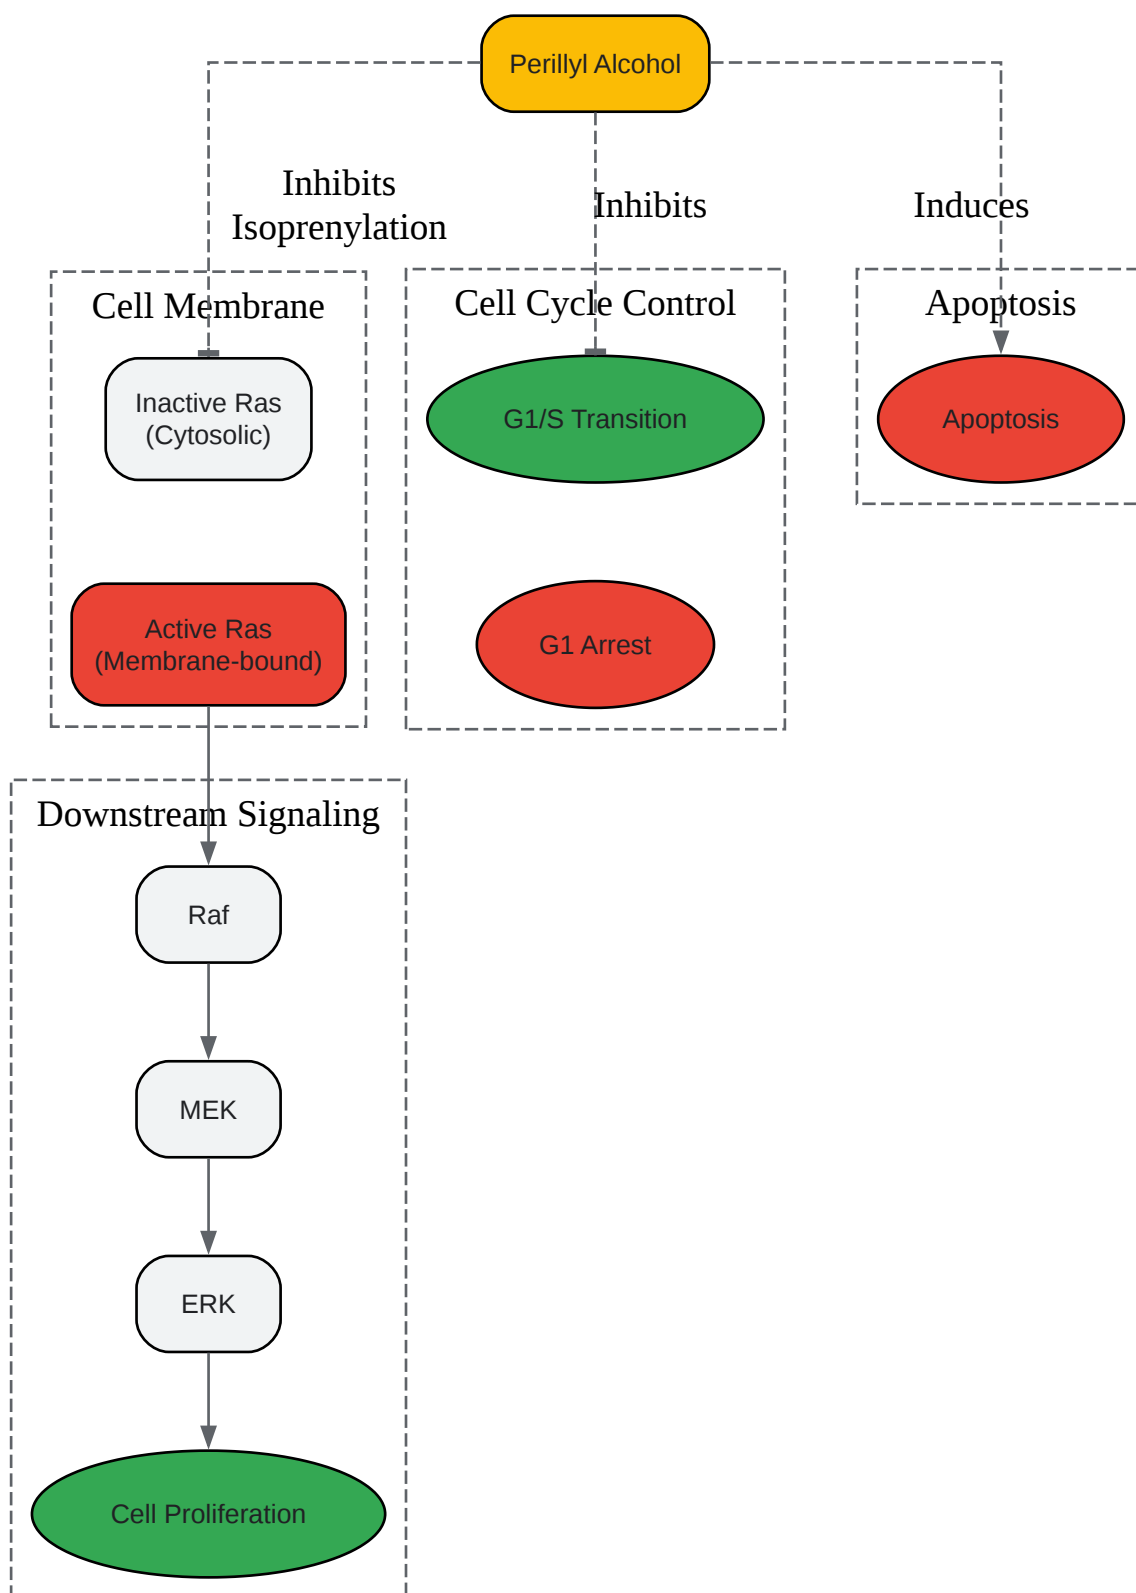 Perillyl Alcohol
Inhibits
Isoprenylation
Inhibits
Induces
Cell Membrane
Cell Cycle Control
Apoptosis
Inactive Ras
(Cytosolic)
G1/S Transition
Apoptosis
Active Ras
(Membrane-bound)
G1 Arrest
Downstream Signaling
Raf
MEK
ERK
Cell Proliferation